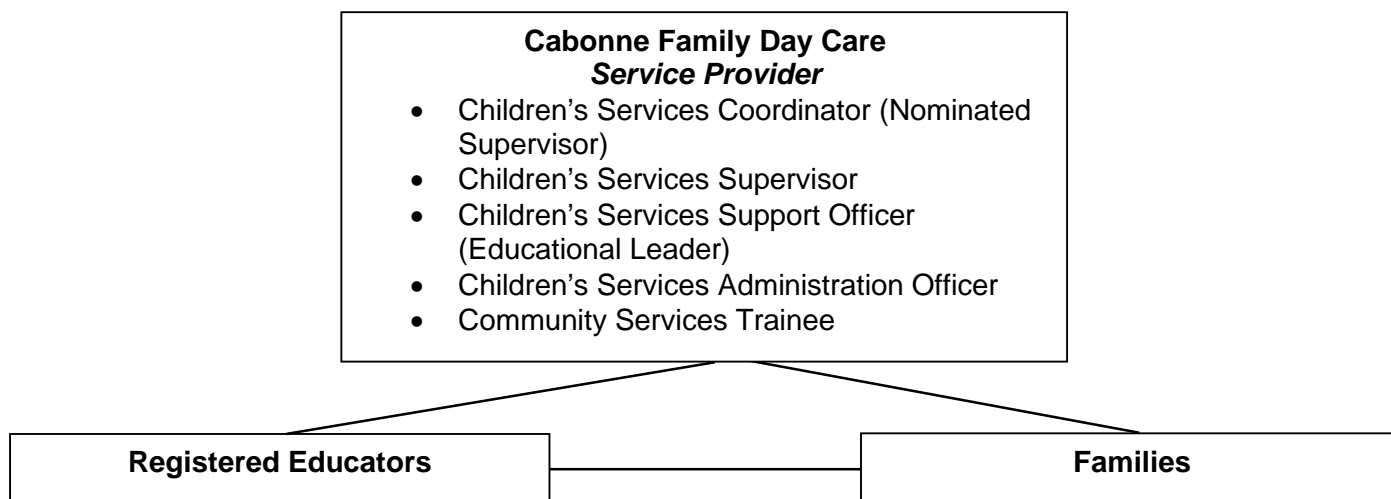 Cabonne Family Day Care
Service Provider
• Children’s Services Coordinator (Nominated
Supervisor)
• Children’s Services Supervisor
• Children’s Services Support Officer
(Educational Leader)
• Children’s Services Administration Officer
• Community Services Trainee
Registered Educators
Families